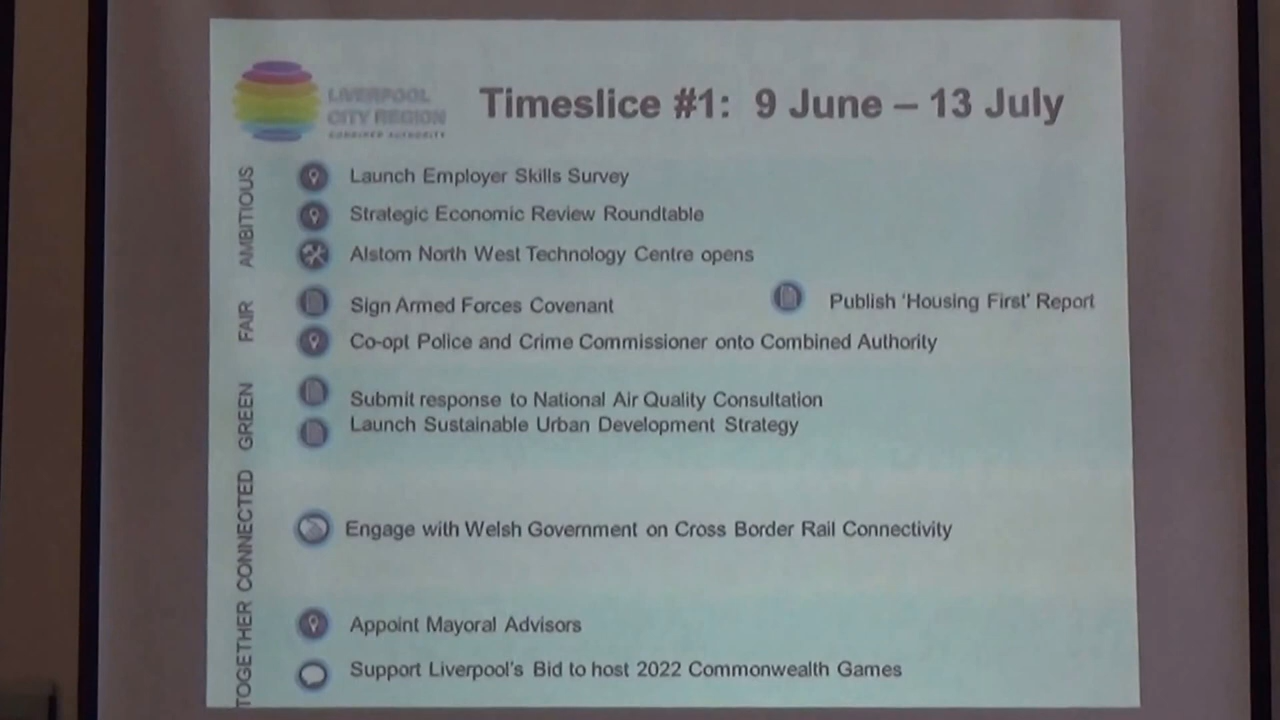 LIVERPOOL
CITY REGION
COMBINED AUTHORITY
Timeslice #1: 9 June – 13 July
AMBITIOUS
Launch Employer Skills Survey
Strategic Economic Review Roundtable
Alstom North West Technology Centre opens
FAIR
Sign Armed Forces Covenant
Publish 'Housing First' Report
Co-opt Police and Crime Commissioner onto Combined Authority
GREEN
Submit response to National Air Quality Consultation
Launch Sustainable Urban Development Strategy
CONNECTED
Engage with Welsh Government on Cross Border Rail Connectivity
TOGETHER
Appoint Mayoral Advisors
Support Liverpool's Bid to host 2022 Commonwealth Games